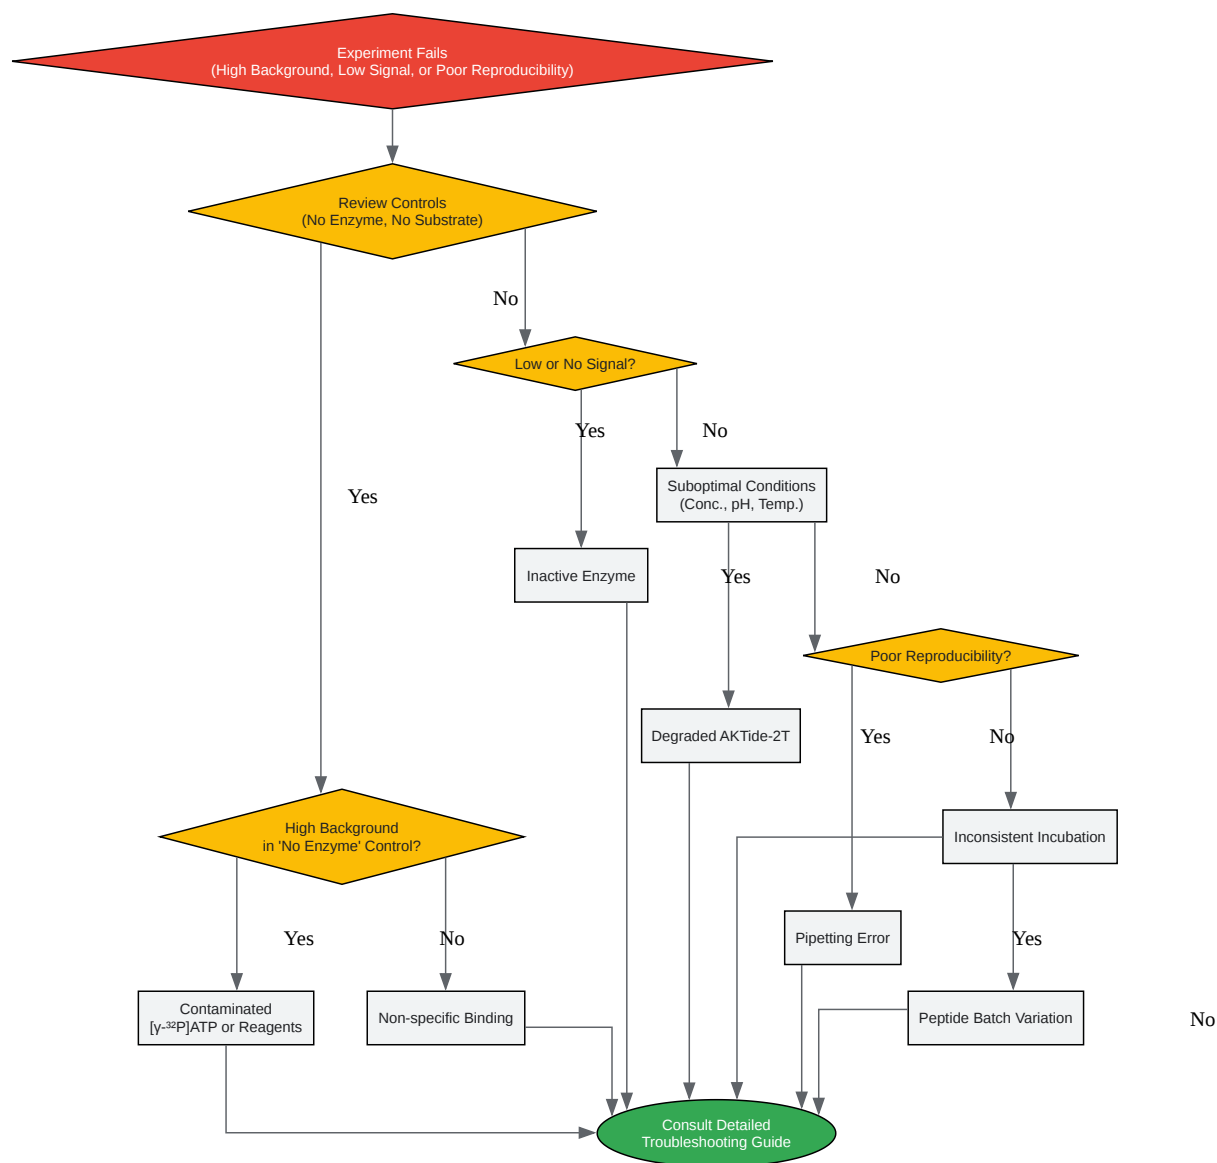 Experiment Fails
(High Background, Low Signal, or Poor Reproducibility)
Review Controls
(No Enzyme, No Substrate)
No
Low or No Signal?
Yes
No
Suboptimal Conditions
(Conc., pH, Temp.)
Yes
Inactive Enzyme
Yes
No
Poor Reproducibility?
Degraded AKTide-2T
Yes
No
High Background
in 'No Enzyme' Control?
Inconsistent Incubation
Yes
No
Pipetting Error
Yes
Contaminated
[γ-³²P]ATP or Reagents
Non-specific Binding
Peptide Batch Variation
No
Consult Detailed
Troubleshooting Guide